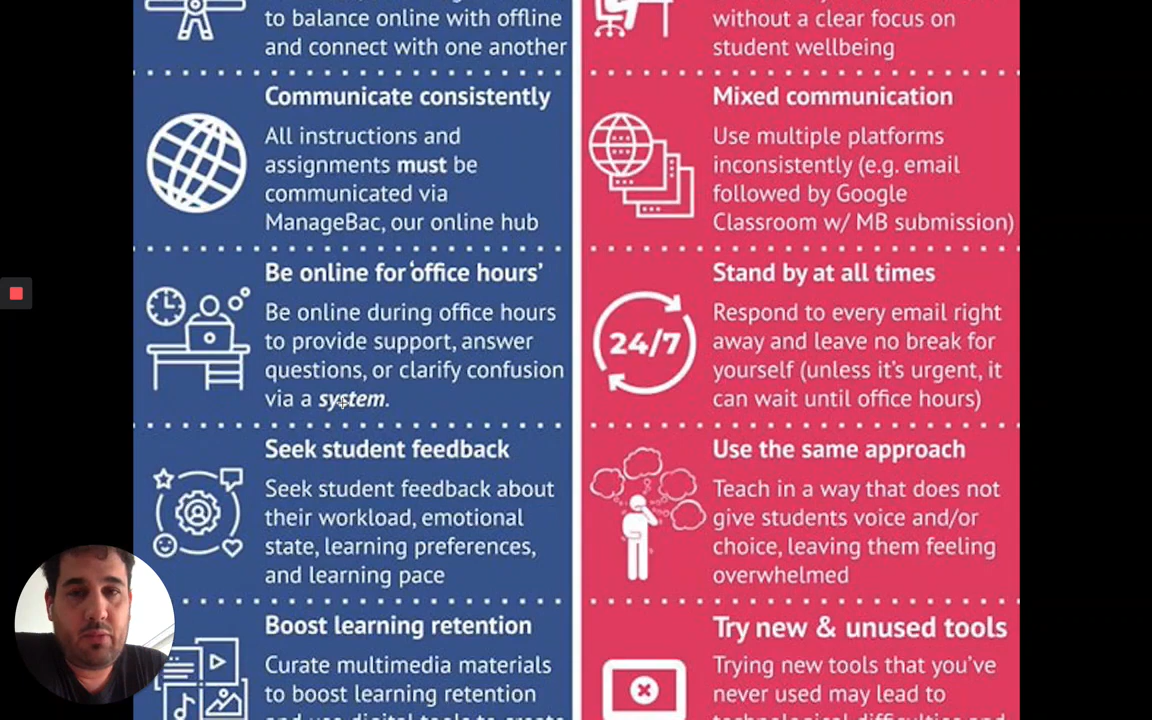 to balance online with offline
and connect with one another
Communicate consistently
All instructions and
assignments must be
communicated via
ManageBac, our online hub
Be online for ‘office hours’
Be online during office hours
to provide support, answer
questions, or clarify confusion
via a system.
Seek student feedback
Seek student feedback about
their workload, emotional
state, learning preferences,
and learning pace
Boost learning retention
Curate multimedia materials
to boost learning retention
without a clear focus on
student wellbeing
Mixed communication
Use multiple platforms
inconsistently (e.g. email
followed by Google
Classroom w/ MB submission)
Stand by at all times
24/7
Respond to every email right
away and leave no break for
yourself (unless it's urgent, it
can wait until office hours)
Use the same approach
Teach in a way that does not
give students voice and/or
choice, leaving them feeling
overwhelmed
Try new & unused tools
Trying new tools that you've
never used may lead to